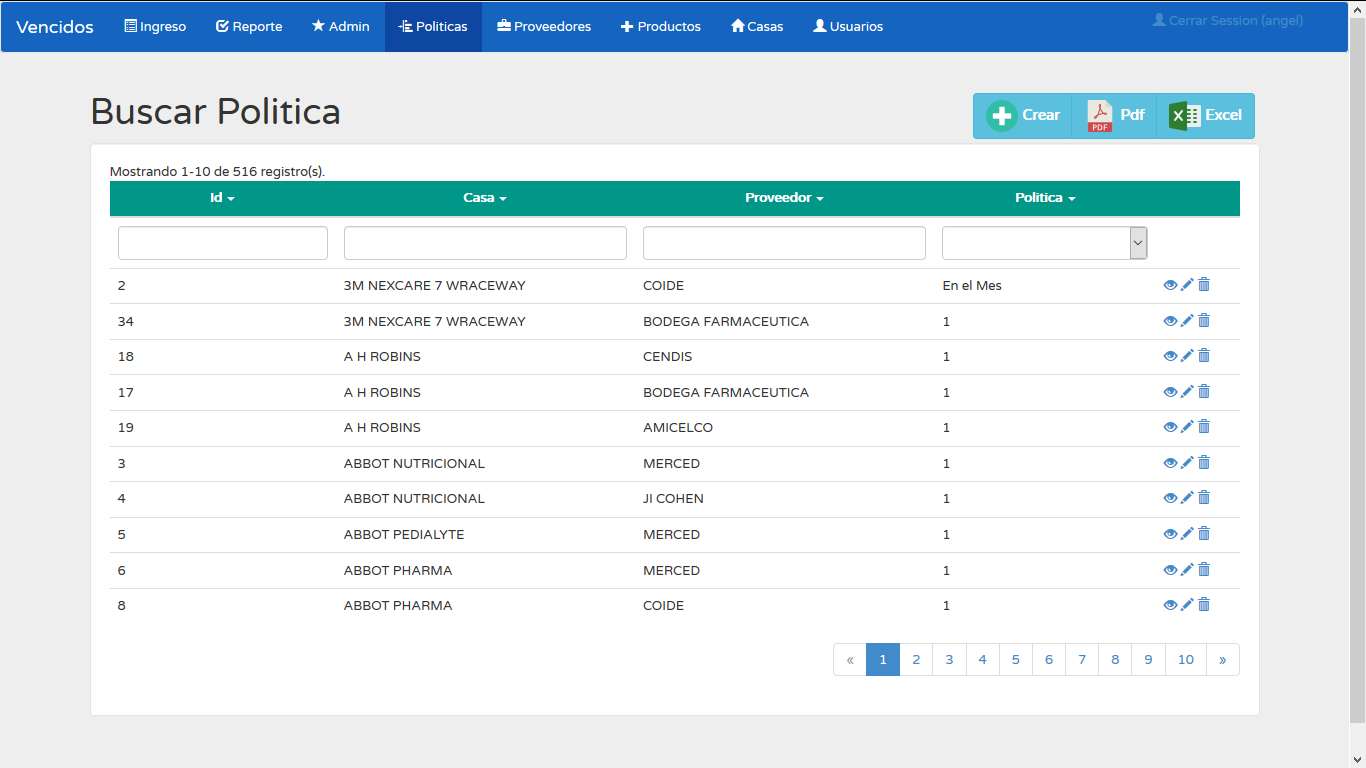 Vencidos Ingreso Reporte Admin Politicas Proveedores Productos Casas Usuarios Cerrar Session (angel)
Buscar Politica
Crear PDF Pdf X Excel
Mostrando 1-10 de 516 registro(s).
Id Casa Proveedor Politica
2 3M NEXCARE 7 WRACEWAY COIDE En el Mes
34 3M NEXCARE 7 WRACEWAY BODEGA FARMACEUTICA 1
18 A H ROBINS CENDIS 1
17 A H ROBINS BODEGA FARMACEUTICA 1
19 A H ROBINS AMICELCO 1
3 ABBOT NUTRICIONAL MERCED 1
4 ABBOT NUTRICIONAL JI COHEN 1
5 ABBOT PEDIALYTE MERCED 1
6 ABBOT PHARMA MERCED 1
8 ABBOT PHARMA COIDE 1
« 1 2 3 4 5 6 7 8 9 10 »